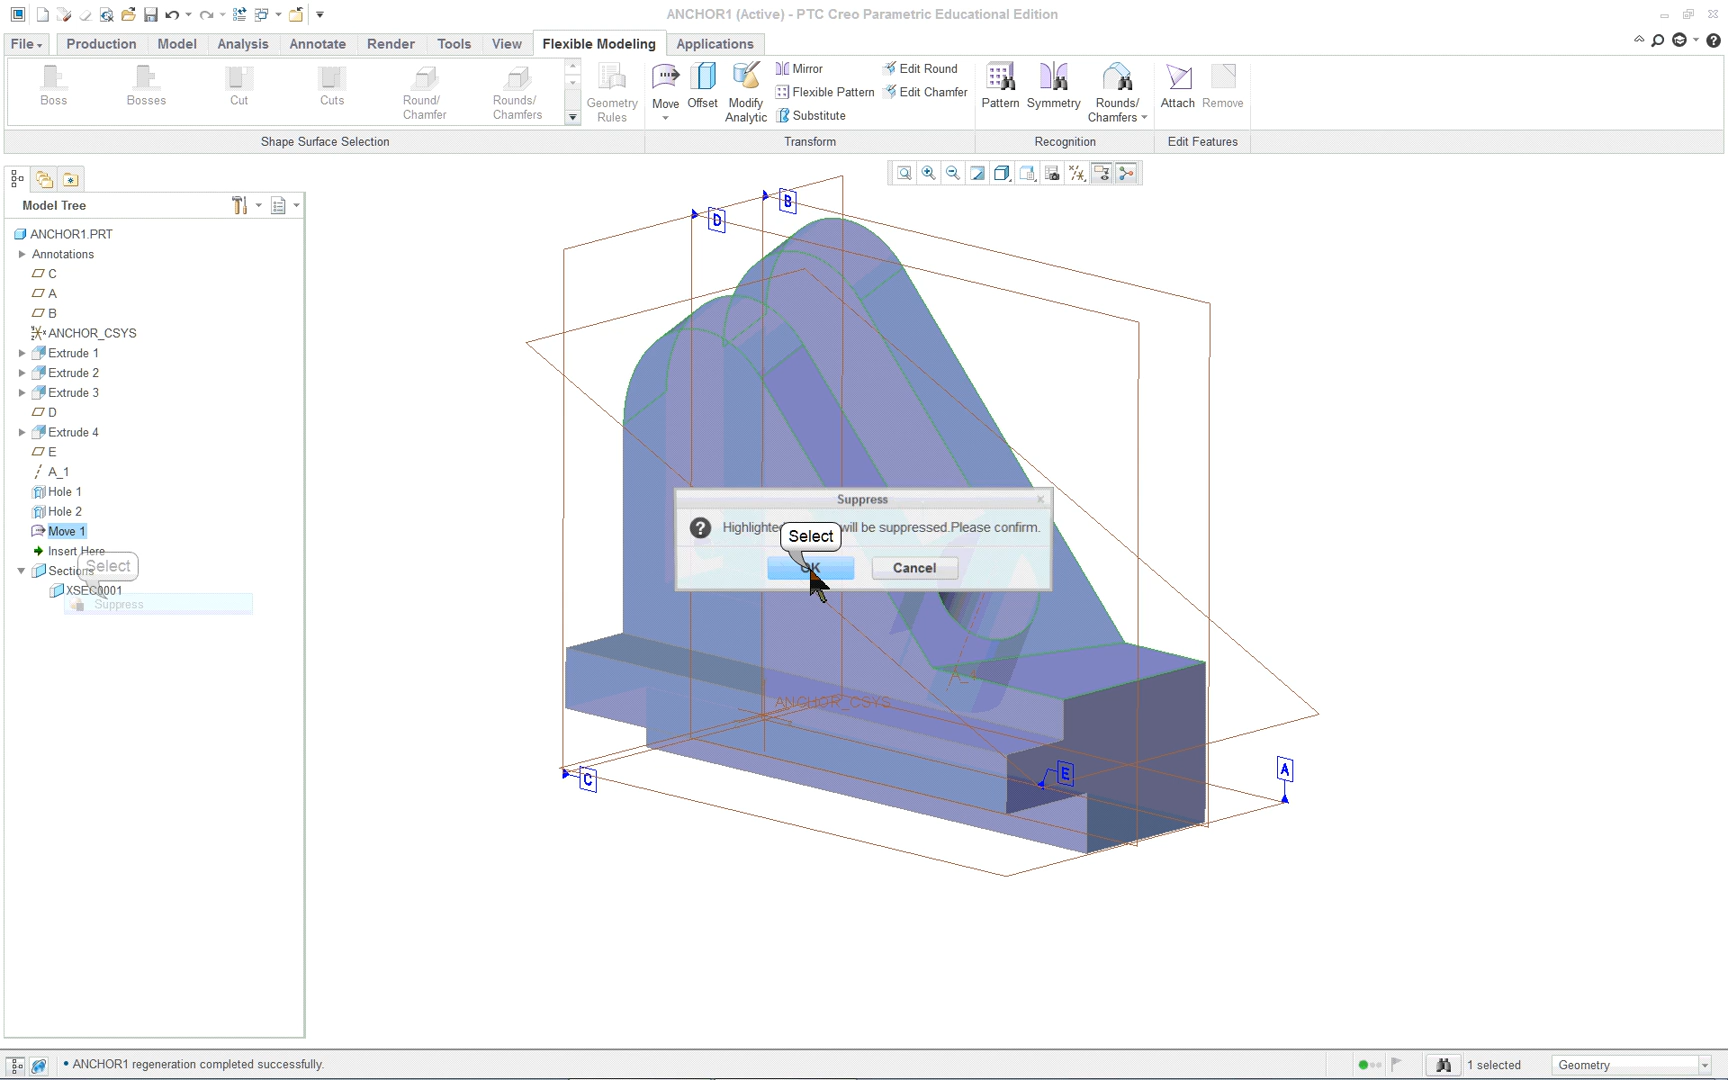 ANCHOR1 (Active) - PTC Creo Parametric Educational Edition
File
Production
Model
Analysis
Annotate
Render
Tools
View
Flexible Modeling
Applications
Boss
Bosses
Cut
Cuts
Round/
Chamfer
Rounds/
Chamfers
Geometry
Rules
Move
Offset
Modify
Analytic
Mirror
Flexible Pattern
Substitute
Edit Round
Edit Chamfer
Pattern
Symmetry
Rounds/
Chamfers
Attach
Remove
Shape Surface Selection
Transform
Recognition
Edit Features
Model Tree
ANCHOR1.PRT
Annotations
C
A
B
ANCHOR_CSYS
Extrude 1
Extrude 2
Extrude 3
D
Extrude 4
E
A_1
Hole 1
Hole 2
Move 1
Insert Here
Select
Sections
XSEC0001
Suppress
B
D
Suppress
Highlighted will be suppressed.Please confirm.
Select
OK
Cancel
ANCHOR_CSYS
C
E
A
ANCHOR1 regeneration completed successfully.
1 selected
Geometry